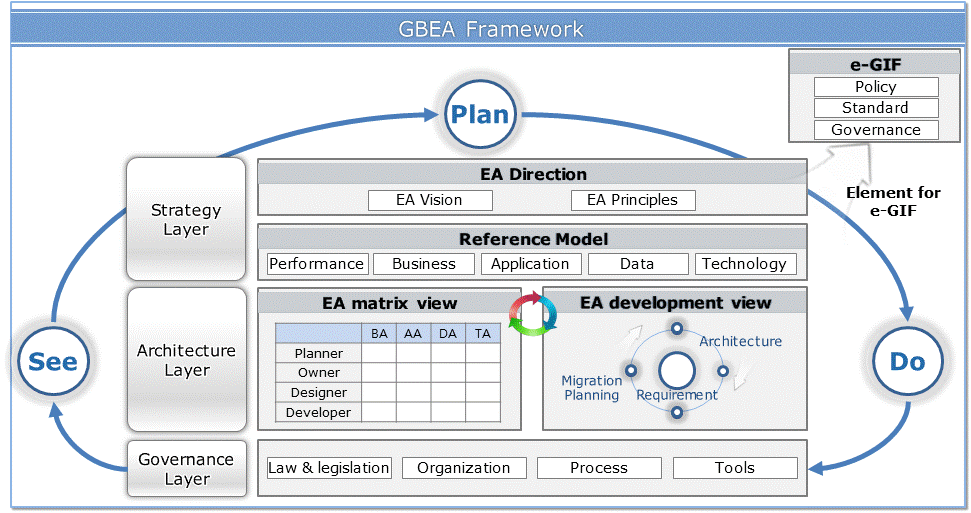 GBEA Framework
e-GIF
Policy
Standard
Governance
Plan
Element for
e-GIF
Strategy
Layer
EA Direction
EA Vision
EA Principles
Reference Model
Performance
Business
Application
Data
Technology
See
Do
Architecture
Layer
EA matrix view
BA
AA
DA
TA
Planner
Owner
Designer
Developer
EA development view
Architecture
Migration
Planning
Requirement
Governance
Layer
Law & legislation
Organization
Process
Tools